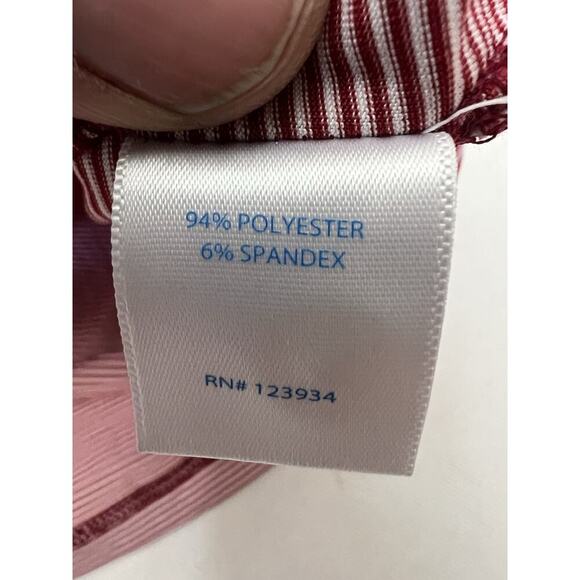 94% POLYESTER
6% SPANDEX
RN# 123934